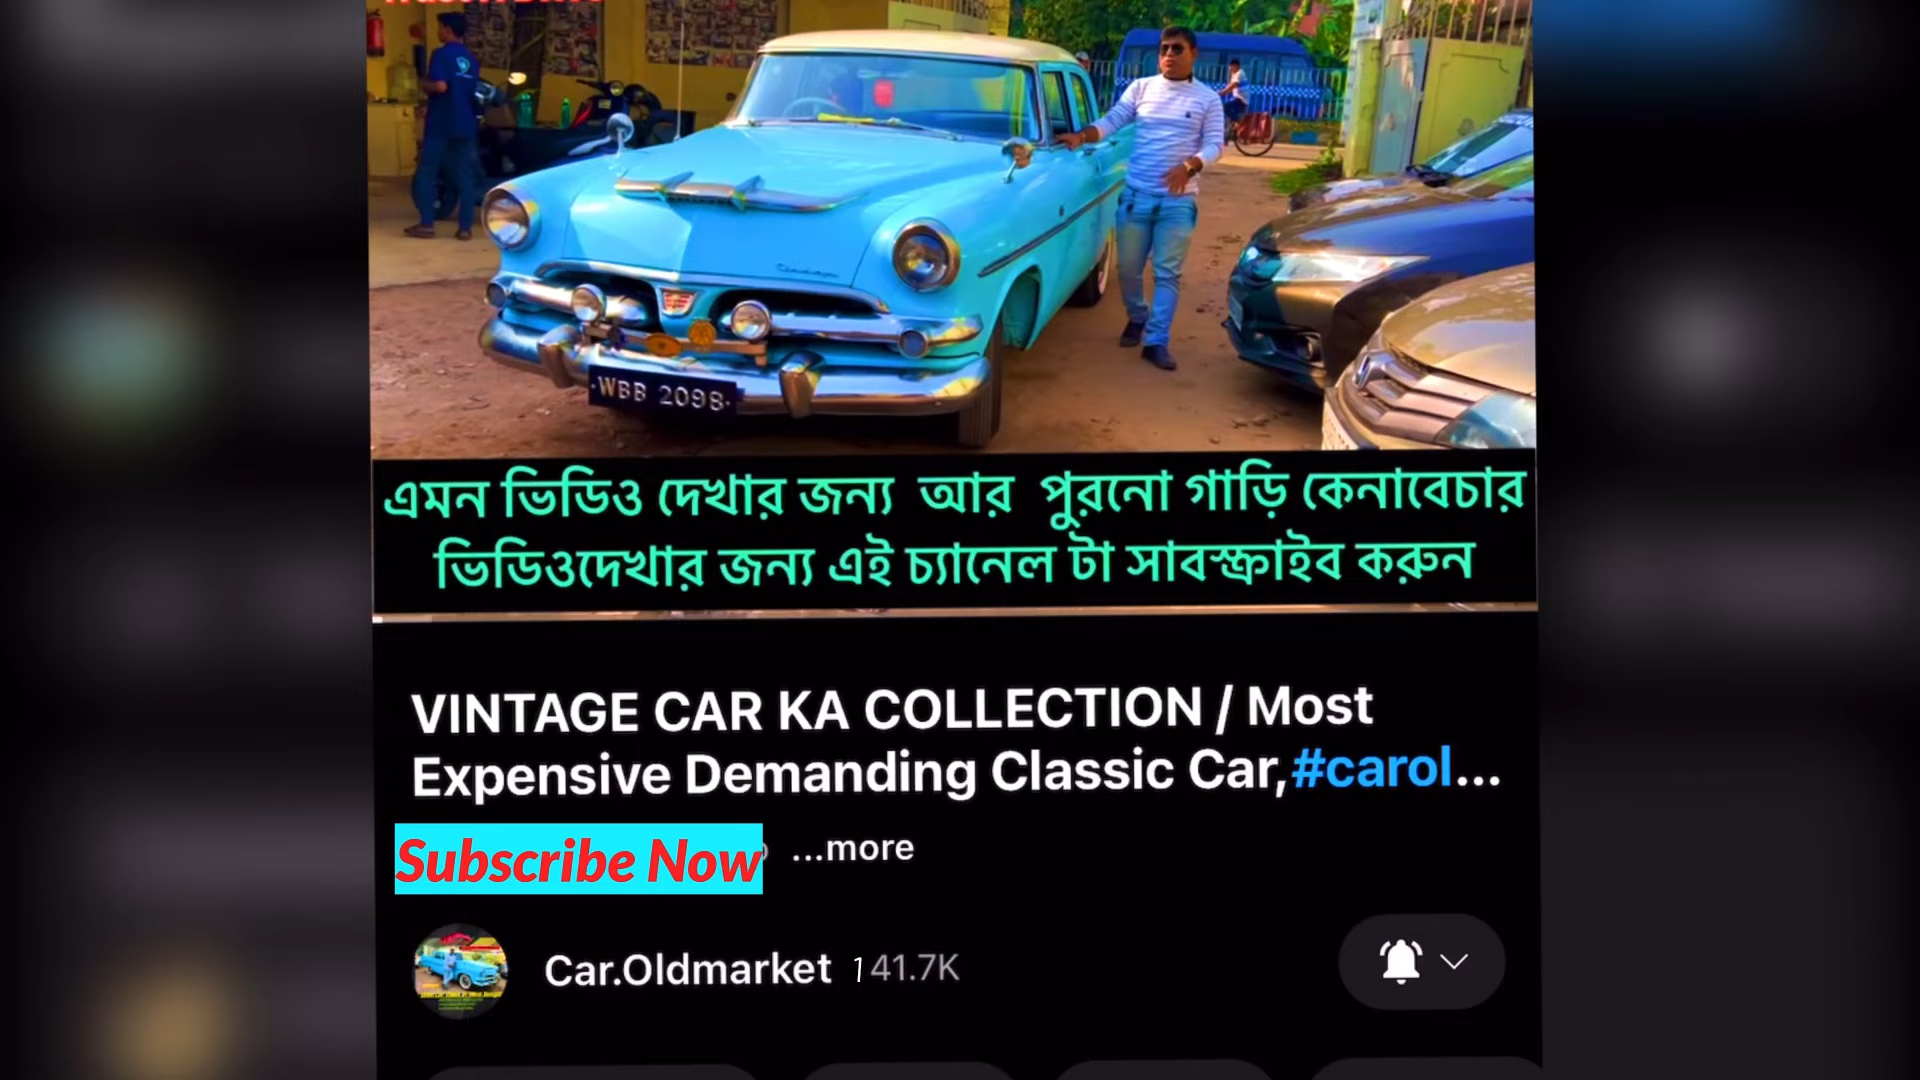 WBB 2098
এমন ভিডিও দেখার জন্য আর পুরনো গাড়ি কেনাবেচার
ভিডিওদেখার জন্য এই চ্যানেল টা সাবস্ক্রাইব করুন
VINTAGE CAR KA COLLECTION / Most
Expensive Demanding Classic Car,#carol...
Subscribe Now ...more
Car.Oldmarket 141.7K